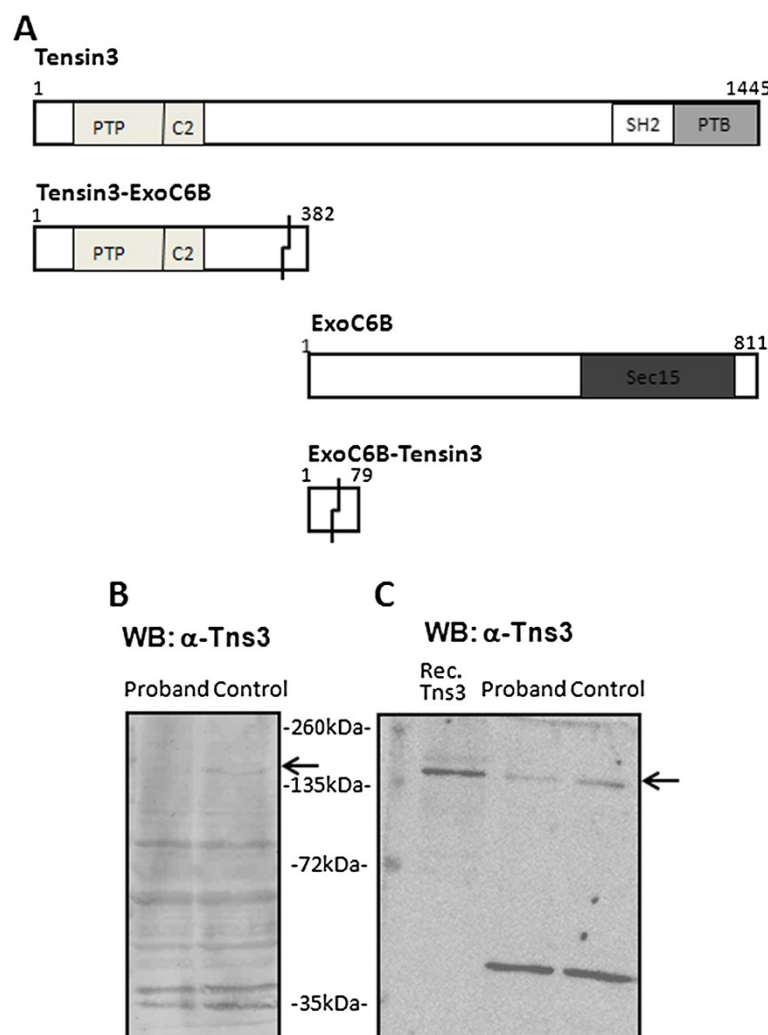 A
Tensin3
1 1445
PTP C2 SH2 PTB
Tensin3-ExoC6B
1 382
PTP C2
ExoC6B
1 811
Sec15
ExoC6B-Tensin3
1 79
B
WB: α-Tns3
Proband Control
C
WB: α-Tns3
Rec.
Tns3 Proband Control
-260kDa-
-135kDa-
-72kDa-
-35kDa-